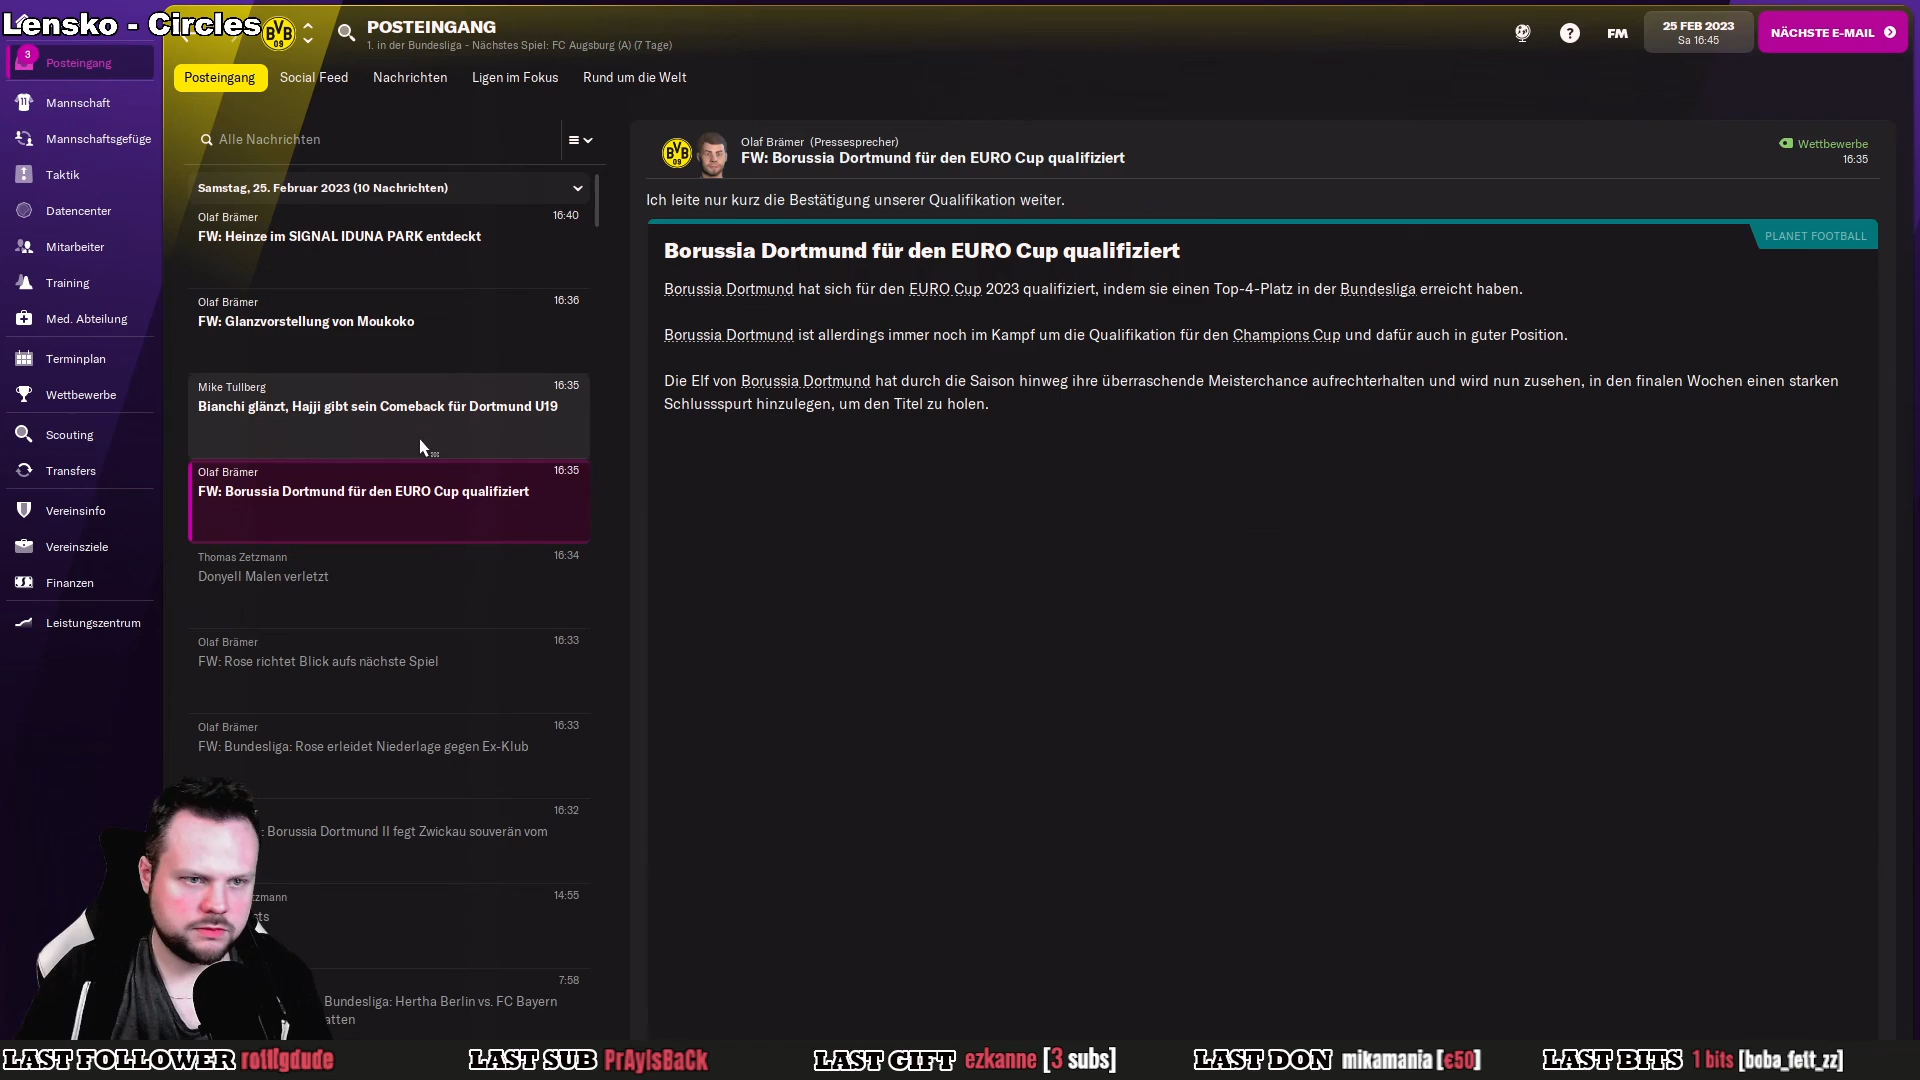 Lensko - Circles
POSTEINGANG
1. in der Bundesliga - Nächstes Spiel: FC Augsburg (A) (7 Tage)
FM
25 FEB 2023
Sa 16:45
NÄCHSTE E-MAIL
Posteingang
Social Feed
Nachrichten
Ligen im Fokus
Rund um die Welt
3
Posteingang
Mannschaft
Mannschaftsgefüge
Taktik
Datencenter
Mitarbeiter
Training
Med. Abteilung
Terminplan
Wettbewerbe
Scouting
Transfers
Vereinsinfo
Vereinsziele
Finanzen
Leistungszentrum
Alle Nachrichten
Samstag, 25. Februar 2023 (10 Nachrichten)
Olaf Brämer 16:40
FW: Heinze im SIGNAL IDUNA PARK entdeckt
Olaf Brämer 16:36
FW: Glanzvorstellung von Moukoko
Mike Tullberg 16:35
Bianchi glänzt, Hajji gibt sein Comeback für Dortmund U19
Olaf Brämer 16:35
FW: Borussia Dortmund für den EURO Cup qualifiziert
Thomas Zetzmann 16:34
Donyell Malen verletzt
Olaf Brämer 16:33
FW: Rose richtet Blick aufs nächste Spiel
Olaf Brämer 16:33
FW: Bundesliga: Rose erleidet Niederlage gegen Ex-Klub
16:32
: Borussia Dortmund II fegt Zwickau souverän vom
14:55
7:58
Bundesliga: Hertha Berlin vs. FC Bayern
Olaf Brämer (Pressesprecher)
FW: Borussia Dortmund für den EURO Cup qualifiziert
Wettbewerbe
16:35
Ich leite nur kurz die Bestätigung unserer Qualifikation weiter.
PLANET FOOTBALL
Borussia Dortmund für den EURO Cup qualifiziert
Borussia Dortmund hat sich für den EURO Cup 2023 qualifiziert, indem sie einen Top-4-Platz in der Bundesliga erreicht haben.
Borussia Dortmund ist allerdings immer noch im Kampf um die Qualifikation für den Champions Cup und dafür auch in guter Position.
Die Elf von Borussia Dortmund hat durch die Saison hinweg ihre überraschende Meisterchance aufrechterhalten und wird nun zusehen, in den finalen Wochen einen starken
Schlussspurt hinzulegen, um den Titel zu holen.
LAST FOLLOWER rottigdude
LAST SUB PrAyIsBaCk
LAST GIFT ezkanne [3 subs]
LAST DON mikamania [€50]
LAST BITS 1 bits [boba_fett_zz]